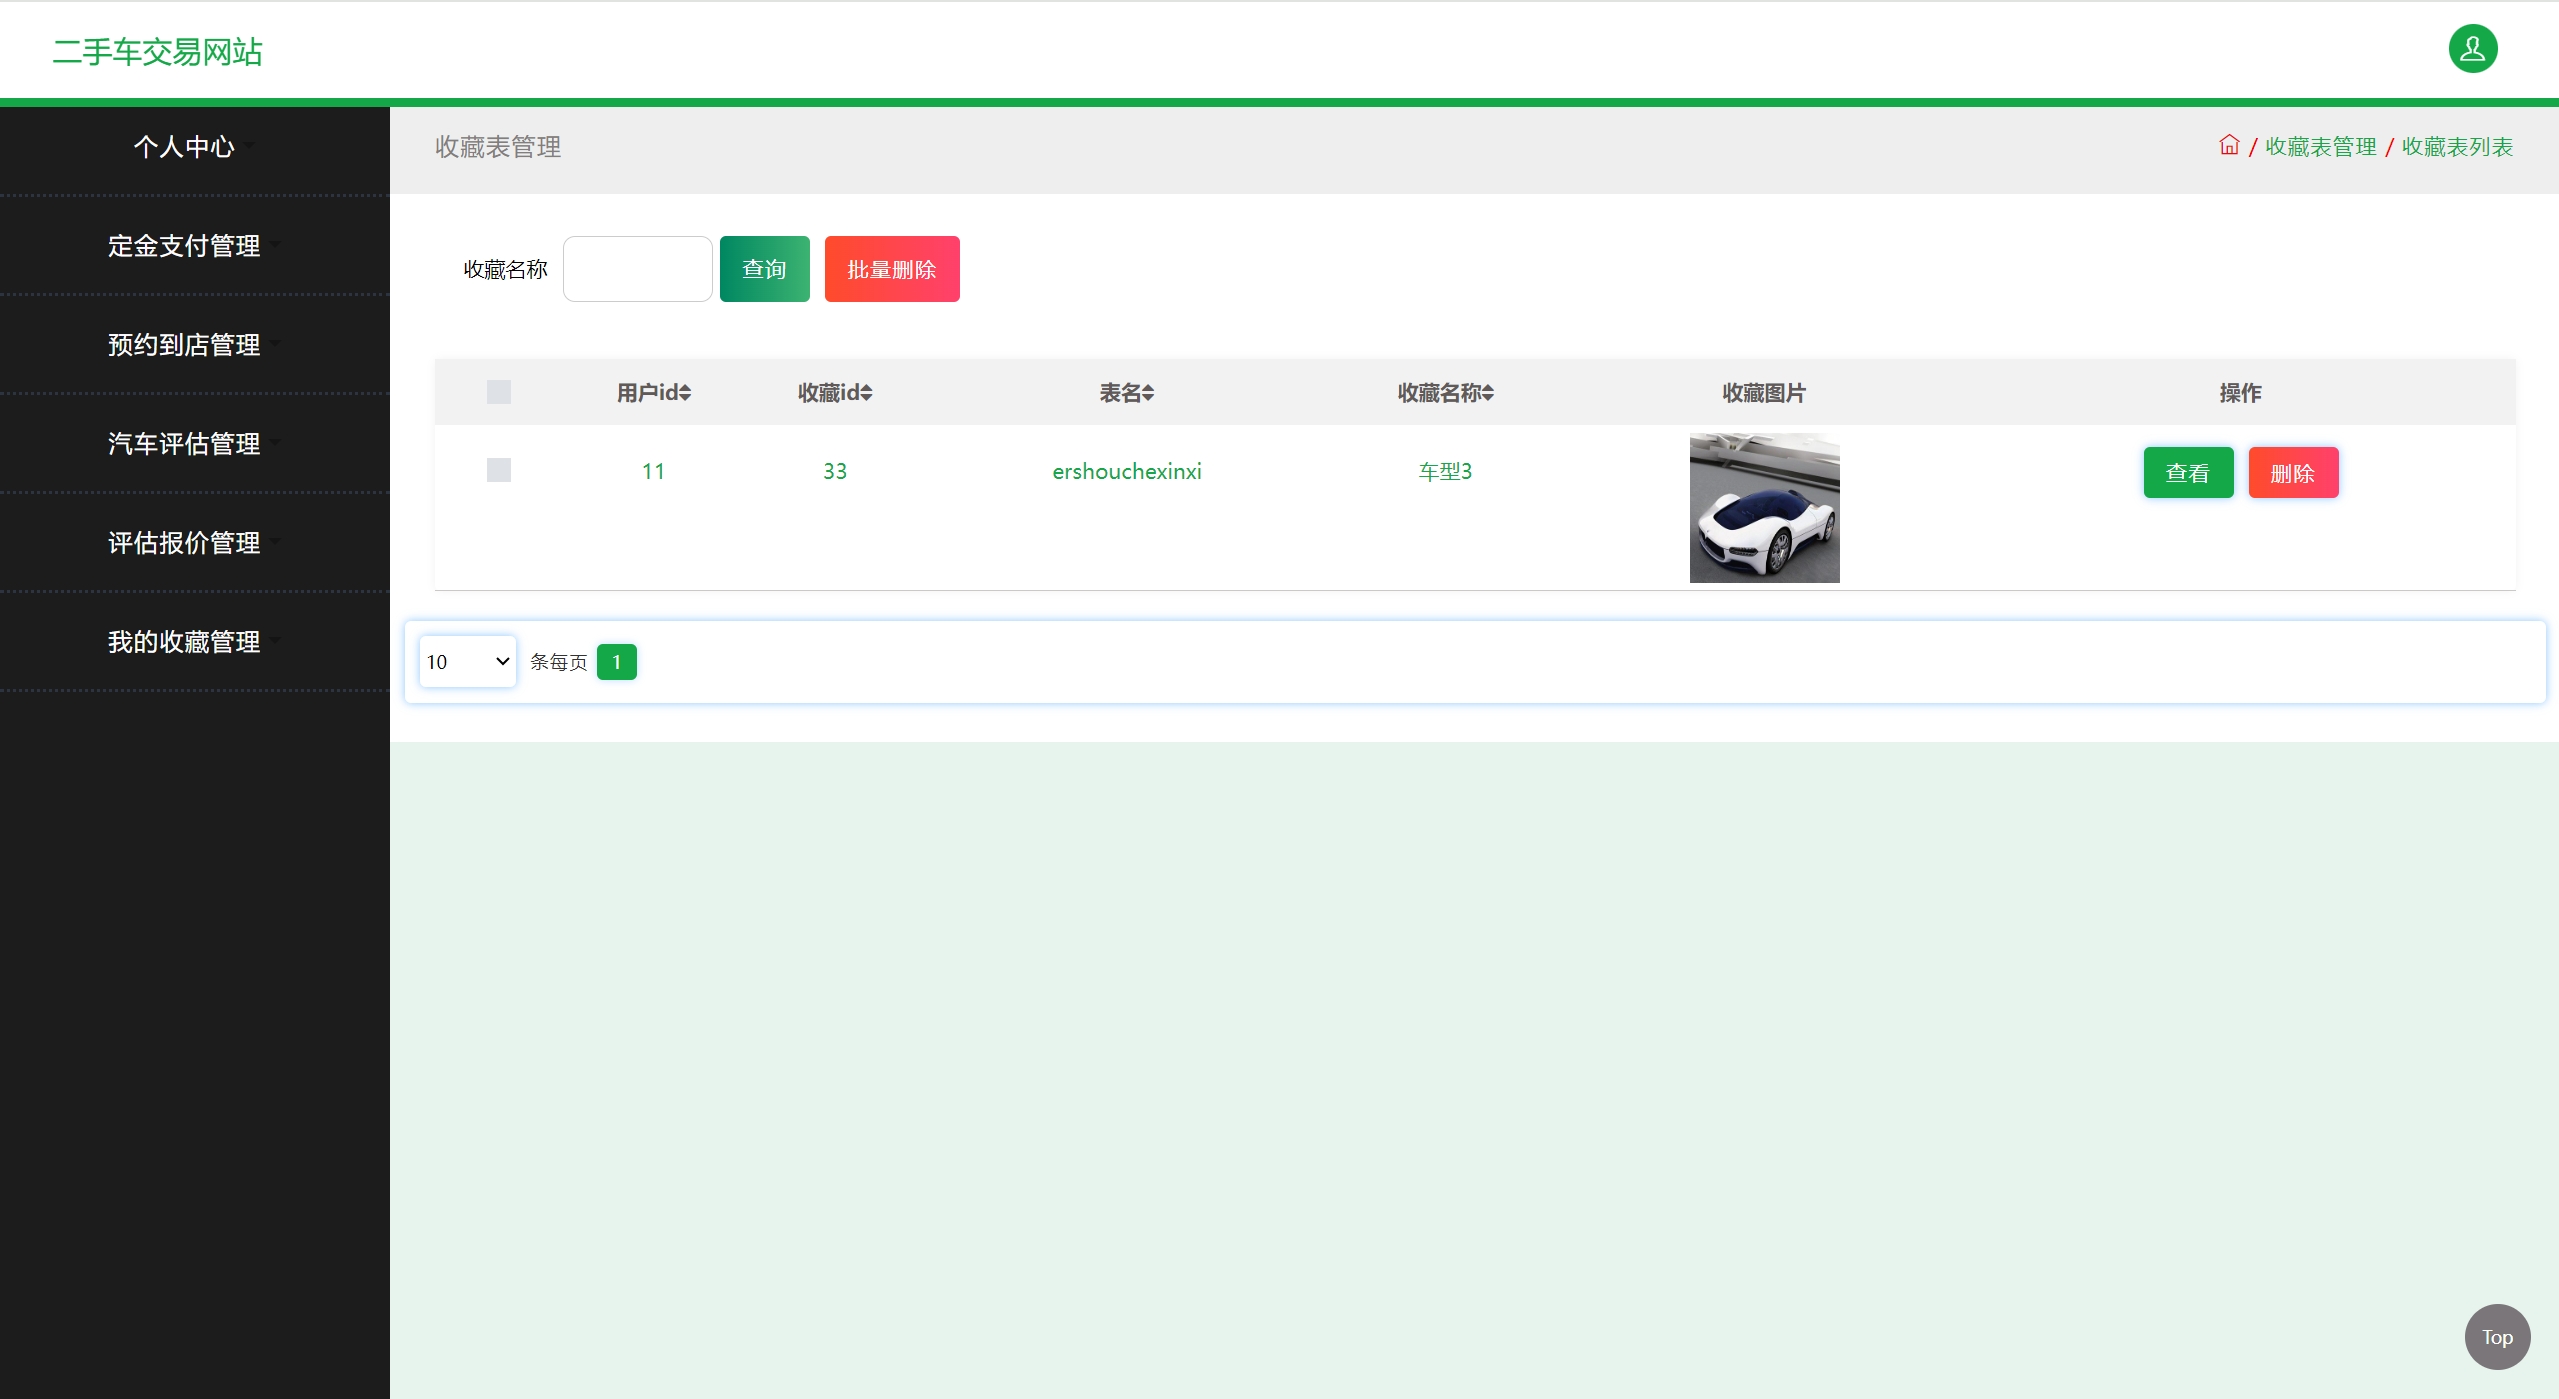 二手车交易网站
个人中心
定金支付管理
预约到店管理
汽车评估管理
评估报价管理
我的收藏管理
收藏表管理
/ 收藏表管理 / 收藏表列表
收藏名称 查询 批量删除
用户id 收藏id 表名 收藏名称 收藏图片 操作
11 33 ershouchexinxi 车型3 查看 删除
10 条每页 1
Top